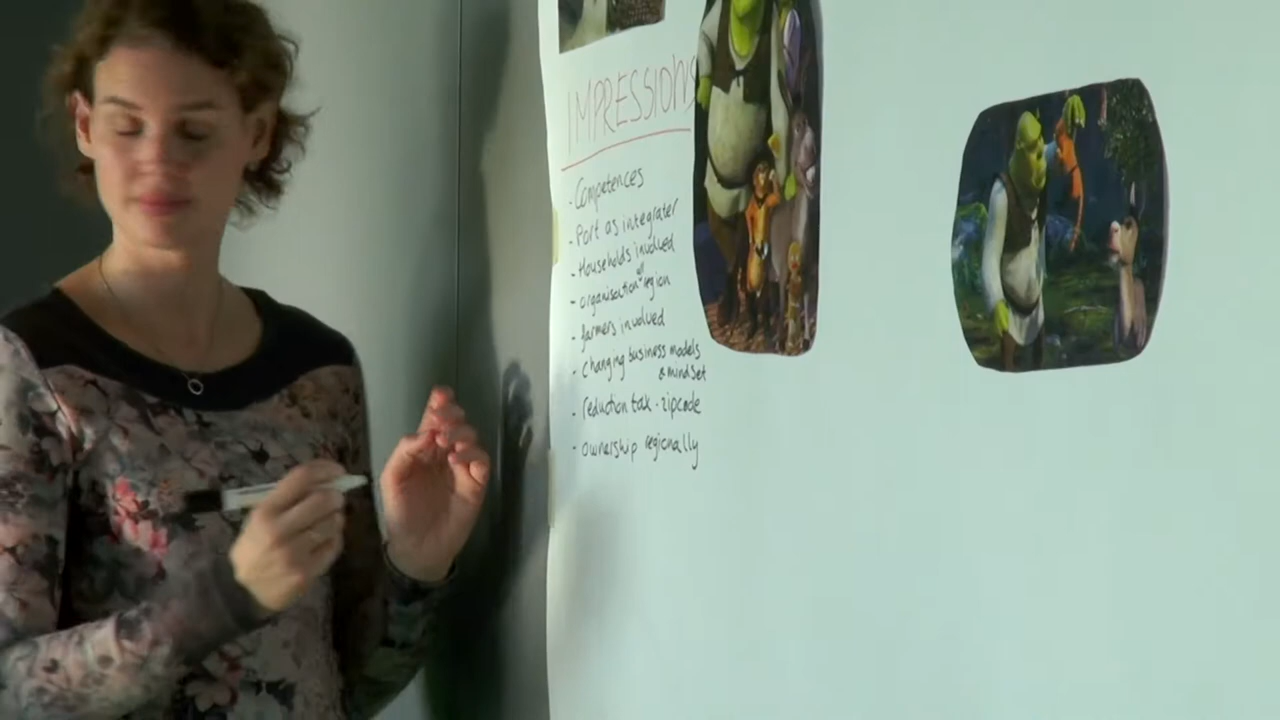 IMPRESSIONS
- Competences
- Port as integrater
- Households involved
- organisation of region
- farmers involved
- Changing business models
& mindset
- reduction tax - zipcode
- ownership regionally